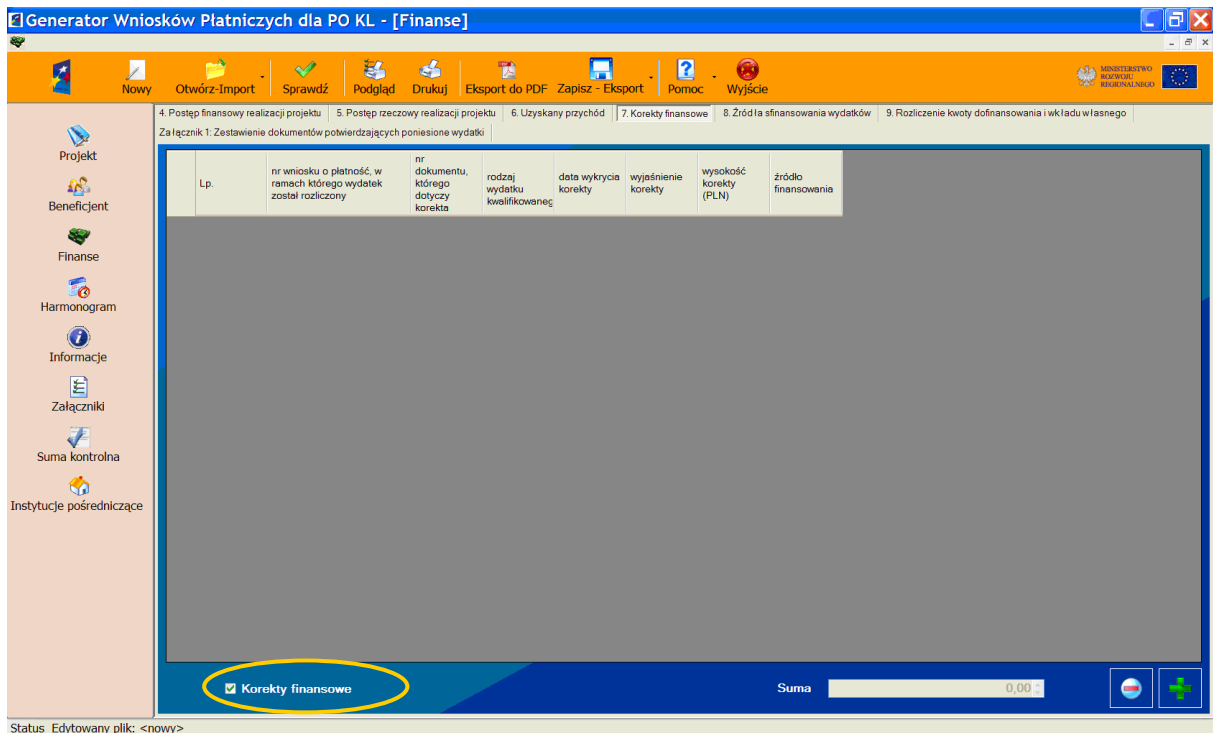 Generator Wniosków Płatniczych dla PO KL - [Finanse]
Nowy Otwórz-Import Sprawdź Podgląd Drukuj Eksport do PDF Zapisz - Eksport Pomoc Wyjście
MINISTERSTWO
ROZWOJU
REGIONALNEGO
4. Postęp finansowy realizacji projektu 5. Postęp rzeczowy realizacji projektu 6. Uzyskany przychód 7. Korekty finansowe 8. Źródła sfinansowania wydatków 9. Rozliczenie kwoty dofinansowania i wkładu własnego
Załącznik 1: Zestawienie dokumentów potwierdzających poniesione wydatki
Projekt
Beneficjent
Finanse
Harmonogram
Informacje
Załączniki
Suma kontrolna
Instytucje pośredniczące
Lp.
nr wniosku o płatność, w
ramach którego wydatek
został rozliczony
nr
dokumentu,
którego
dotyczy
korekta
rodzaj
wydatku
kwalifikowaneg
data wykrycia
korekty
wyjaśnienie
korekty
wysokość
korekty
(PLN)
źródło
finansowania
Korekty finansowe
Suma 0,00
Status Edytowany plik: <nowy>